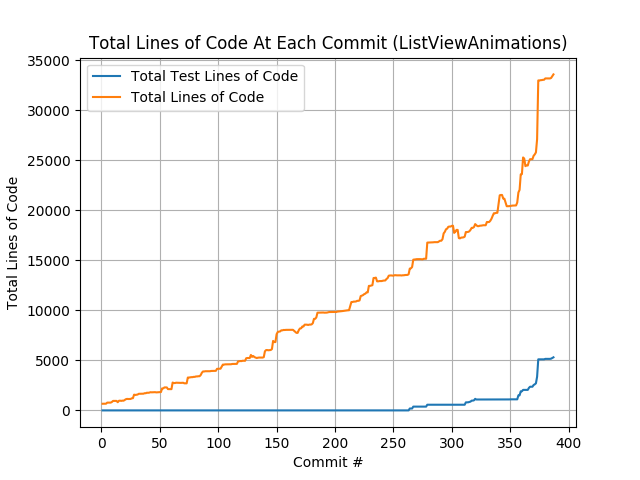 Total Lines of Code At Each Commit (ListViewAnimations)
Total Test Lines of Code
Total Lines of Code
Total Lines of Code
35000
30000
25000
20000
15000
10000
5000
0
0 50 100 150 200 250 300 350 400
Commit #